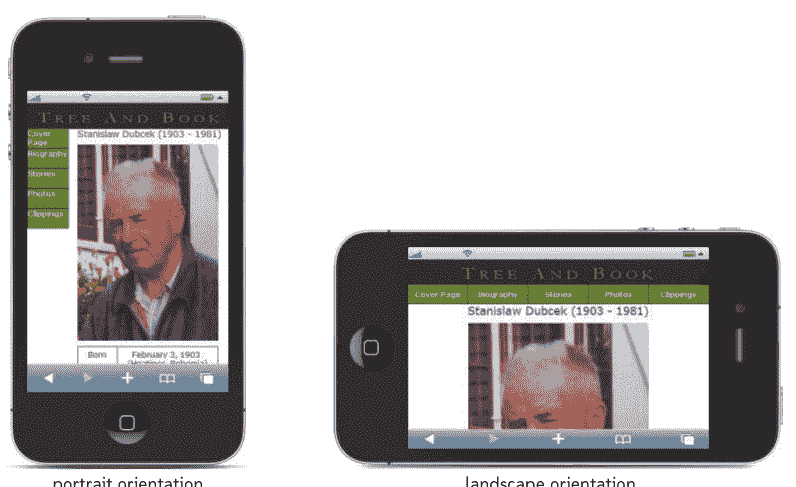 TREE AND BOOK
Stanislaw Dubcek (1903 - 1981)
Cover
Page
Biography
Stories
Photos
Clippings
Born
February 3, 1903
TREE AND BOOK
Cover Page Biography Stories Photos Clippings
Stanislaw Dubcek (1903 - 1981)
portrait orientation
landscape orientation